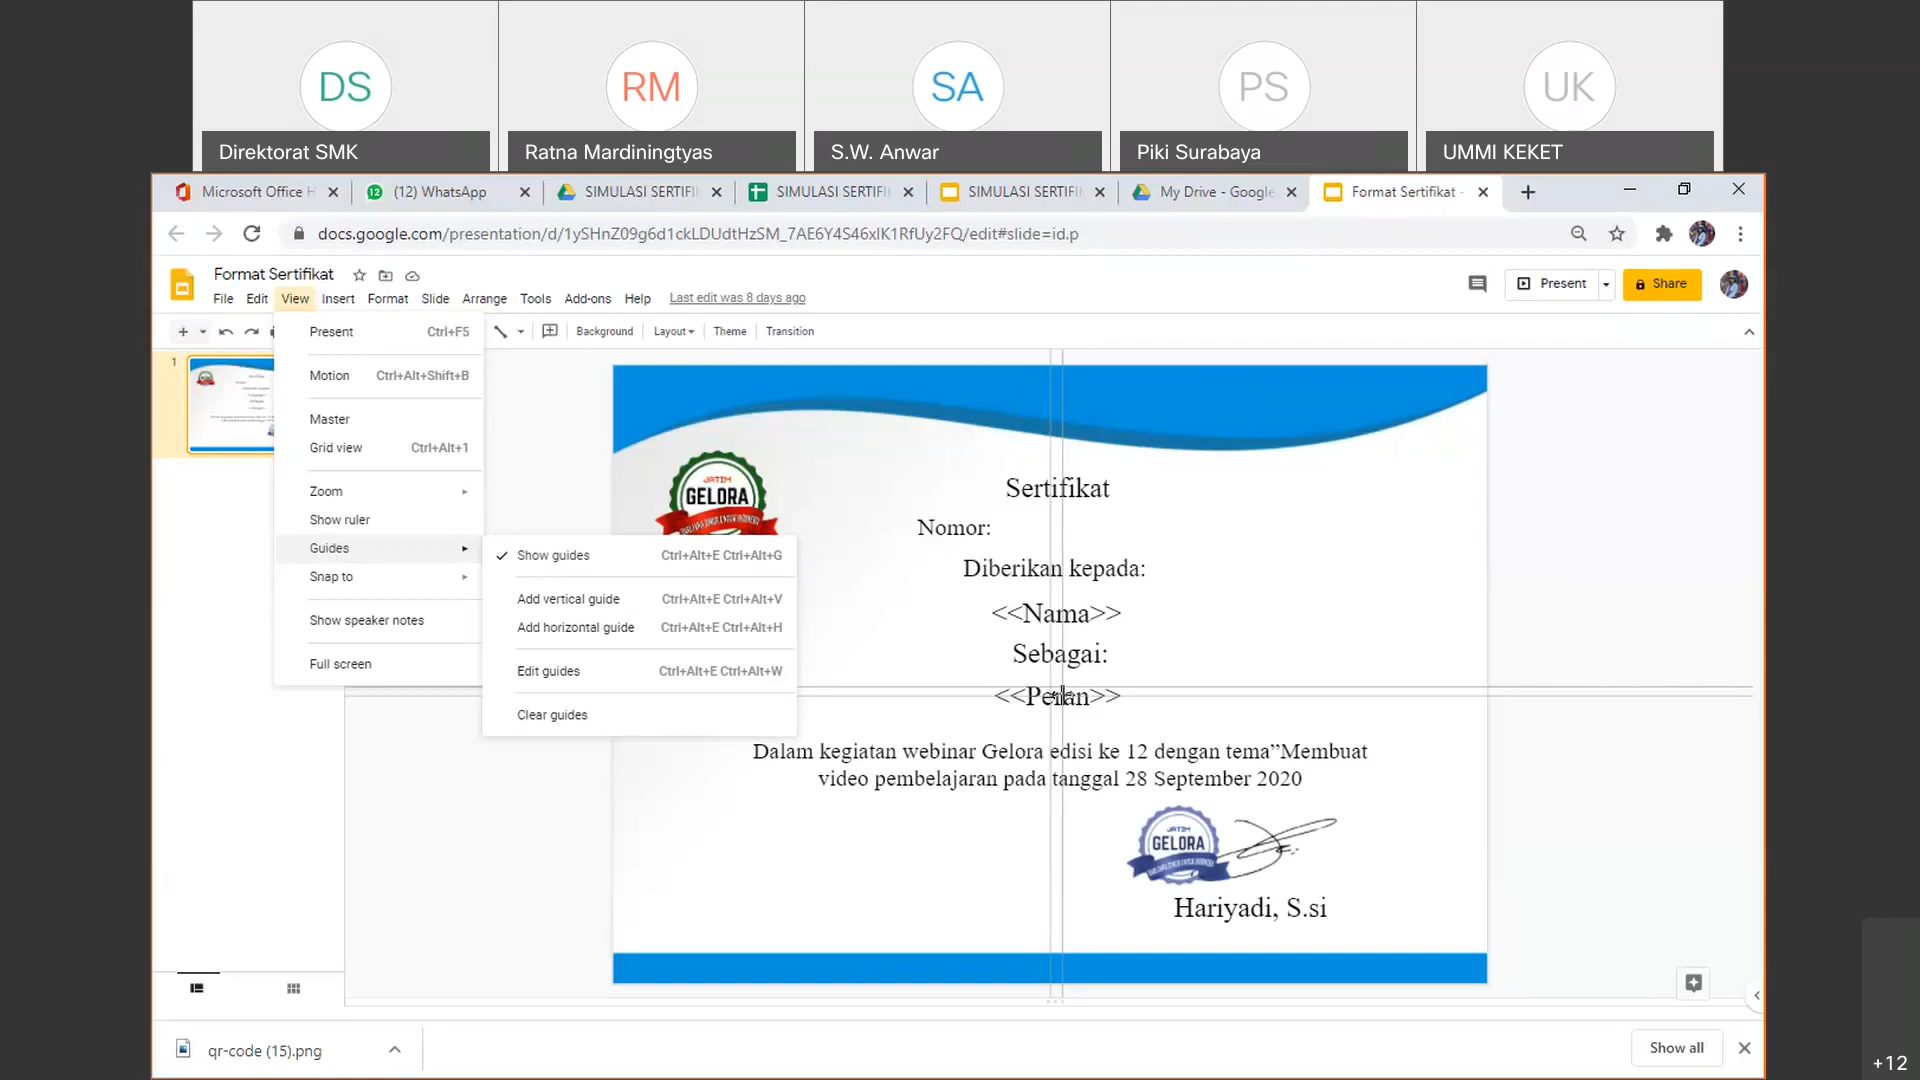 DS
RM
SA
PS
UK
Direktorat SMK
Ratna Mardiningtyas
S.W. Anwar
Piki Surabaya
UMMI KEKET
Microsoft Office H
(12) WhatsApp
SIMULASI SERTIFI
SIMULASI SERTIFI
SIMULASI SERTIFI
My Drive - Google
Format Sertifikat -
docs.google.com/presentation/d/1ySHnZ09g6d1ckLDUdtHzSM_7AE6Y4S46xlK1RfUy2FQ/edit#slide=id.p
Format Sertifikat
File Edit View Insert Format Slide Arrange Tools Add-ons Help Last edit was 8 days ago
Present
Share
Background Layout Theme Transition
1
Present Ctrl+F5
Motion Ctrl+Alt+Shift+B
Master
Grid view Ctrl+Alt+1
Zoom
Show ruler
Guides
Snap to
Show speaker notes
Full screen
Show guides Ctrl+Alt+E Ctrl+Alt+G
Add vertical guide Ctrl+Alt+E Ctrl+Alt+V
Add horizontal guide Ctrl+Alt+E Ctrl+Alt+H
Edit guides Ctrl+Alt+E Ctrl+Alt+W
Clear guides
JATIM
GELORA
Sertifikat
Nomor:
Diberikan kepada:
<<Nama>>
Sebagai:
<<Peran>>
Dalam kegiatan webinar Gelora edisi ke 12 dengan tema”Membuat
video pembelajaran pada tanggal 28 September 2020
JATIM
GELORA
Hariyadi, S.si
qr-code (15).png
Show all
+12